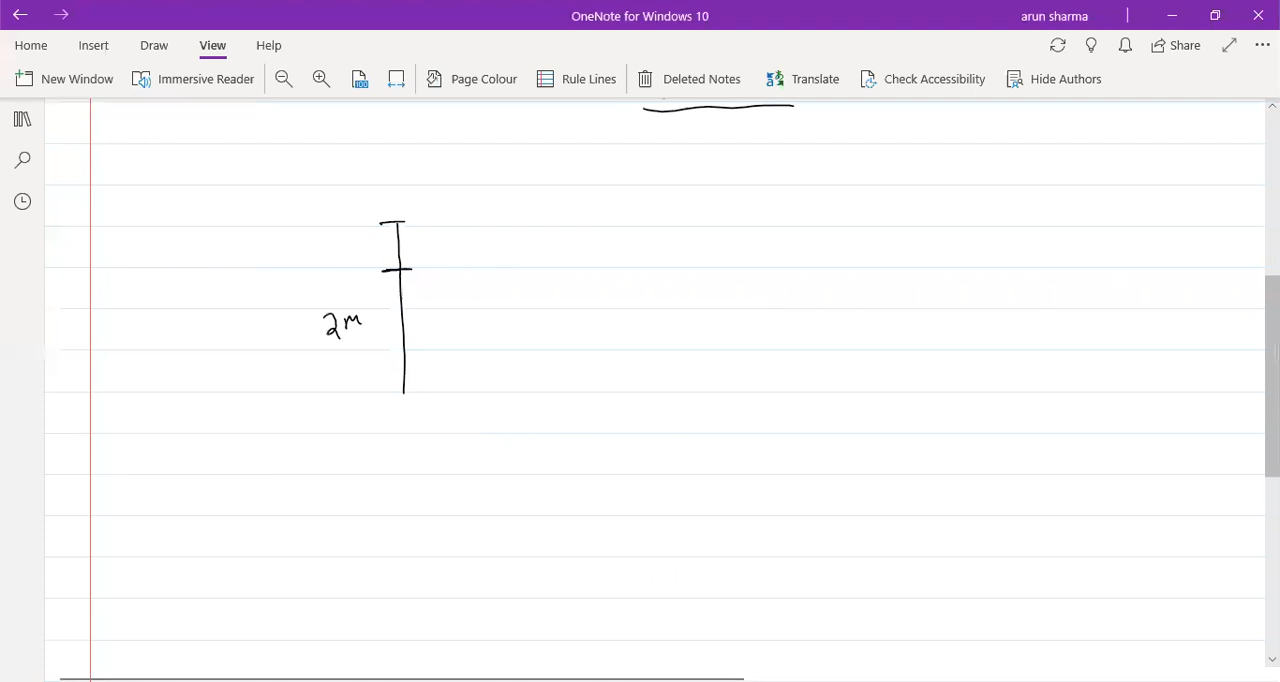 OneNote for Windows 10
arun sharma
Home Insert Draw View Help
Share
New Window Immersive Reader 100 Page Colour Rule Lines Deleted Notes Translate Check Accessibility Hide Authors
2m